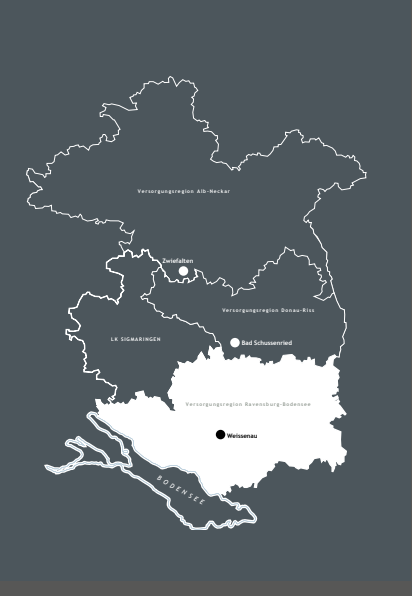 Versorgungsregion Alb-Neckar
Zwiefalten
Versorgungsregion Donau-Riss
LK SIGMARINGEN
Bad Schussenried
Versorgungsregion Ravensburg-Bodensee
Weissenau
BODENSEE